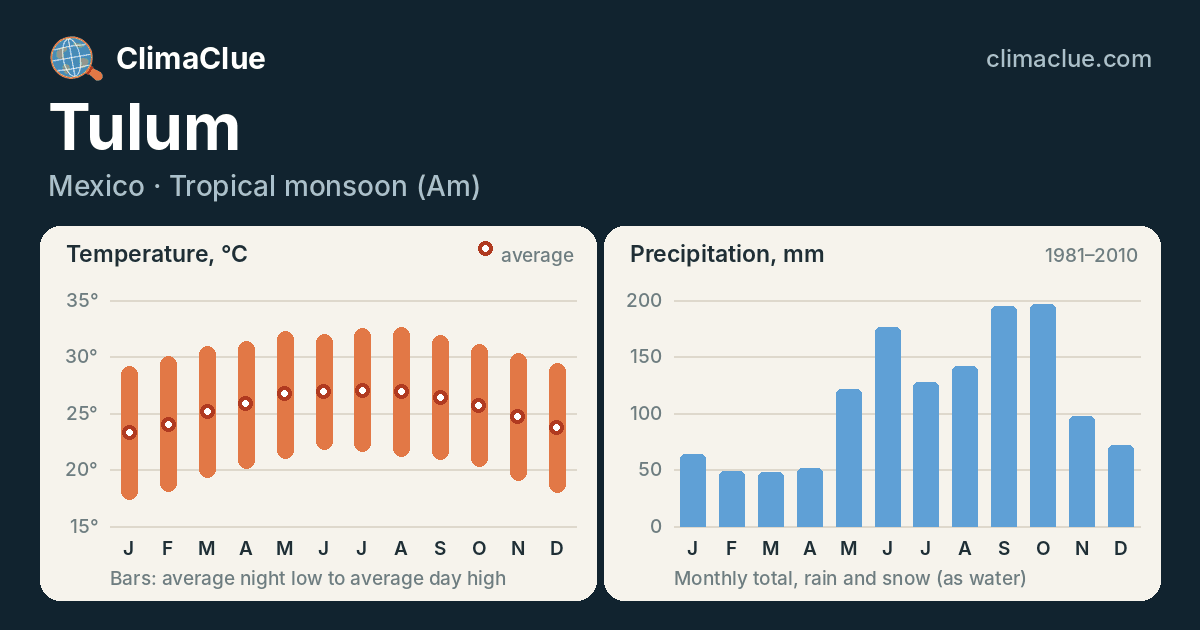 ClimaClue
climaclue.com
Tulum
Mexico · Tropical monsoon (Am)
Temperature, °C
average
35°
30°
25°
20°
15°
J F M A M J J A S O N D
Bars: average night low to average day high
Precipitation, mm
1981–2010
200
150
100
50
0
J F M A M J J A S O N D
Monthly total, rain and snow (as water)